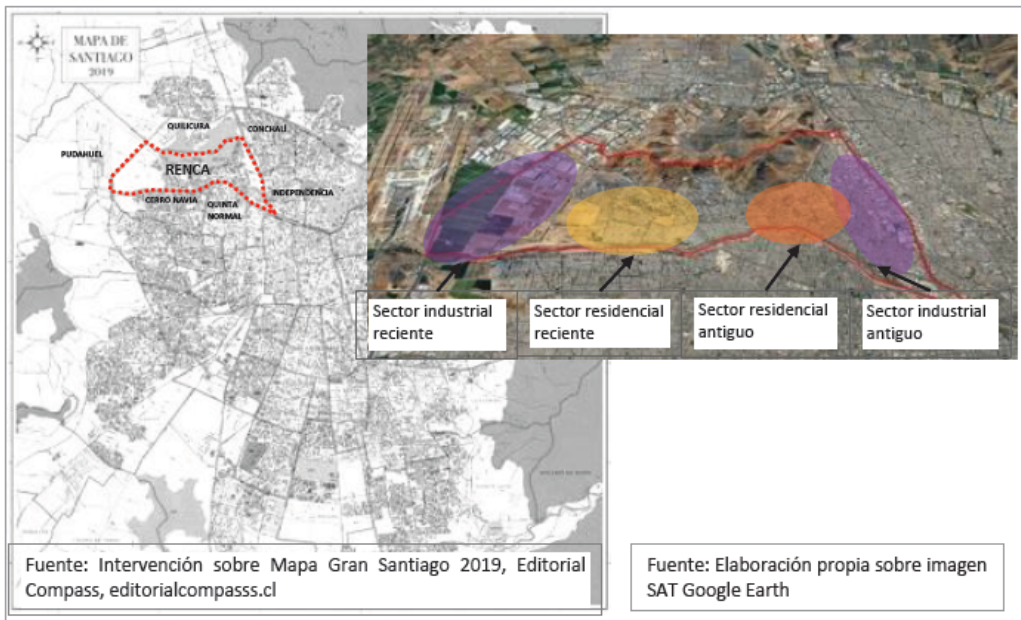 MAPA DE
SANTIAGO
2019
QUILICURA
CONCHALÍ
PUDAHUEL
RENCA
INDEPENDENCIA
CERRO NAVIA
QUINTA
NORMAL
Sector industrial
reciente
Sector residencial
reciente
Sector residencial
antiguo
Sector industrial
antiguo
Fuente: Intervención sobre Mapa Gran Santiago 2019, Editorial
Compass, editorialcompasss.cl
Fuente: Elaboración propia sobre imagen
SAT Google Earth